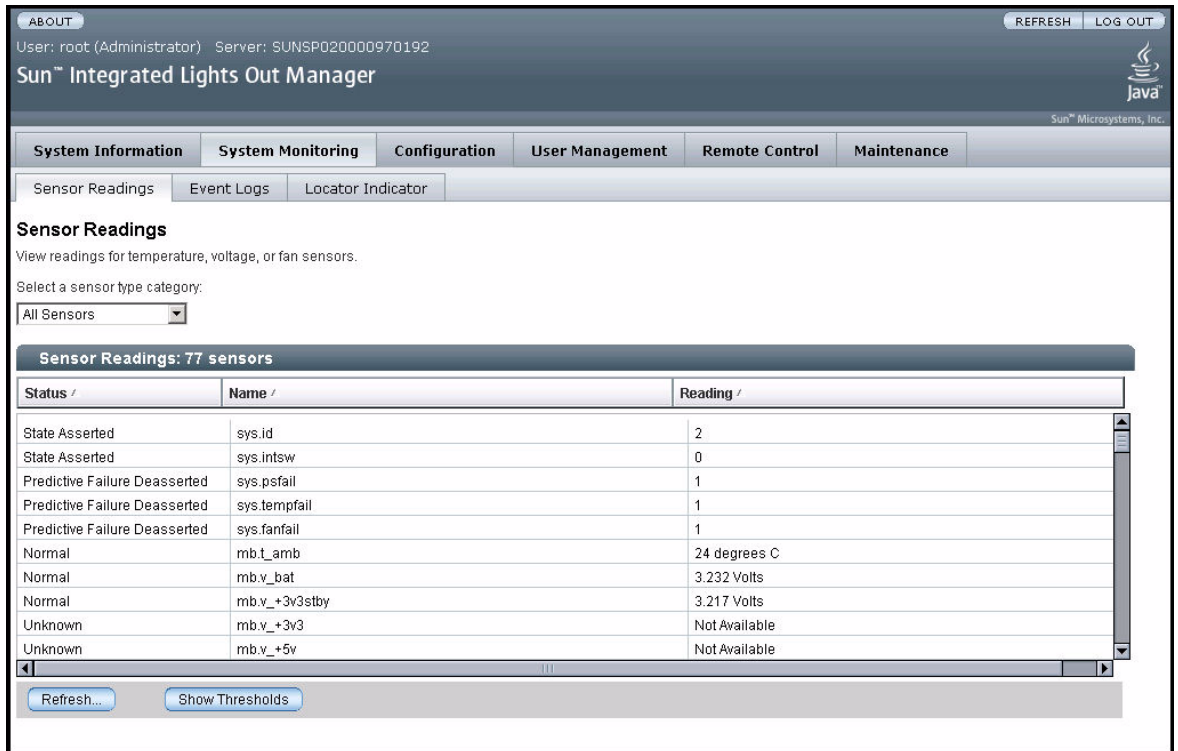 ABOUT REFRESH LOG OUT
User: root (Administrator) Server: SUNSP020000970192
Sun™ Integrated Lights Out Manager
Java™
Sun™ Microsystems, Inc.
System Information System Monitoring Configuration User Management Remote Control Maintenance
Sensor Readings Event Logs Locator Indicator
Sensor Readings
View readings for temperature, voltage, or fan sensors.
Select a sensor type category:
All Sensors
Sensor Readings: 77 sensors
Status Name Reading
State Asserted sys.id 2
State Asserted sys.intsw 0
Predictive Failure Deasserted sys.psfail 1
Predictive Failure Deasserted sys.tempfail 1
Predictive Failure Deasserted sys.fanfail 1
Normal mb.t_amb 24 degrees C
Normal mb.v_bat 3.232 Volts
Normal mb.v_+3v3stby 3.217 Volts
Unknown mb.v_+3v3 Not Available
Unknown mb.v_+5v Not Available
Refresh... Show Thresholds